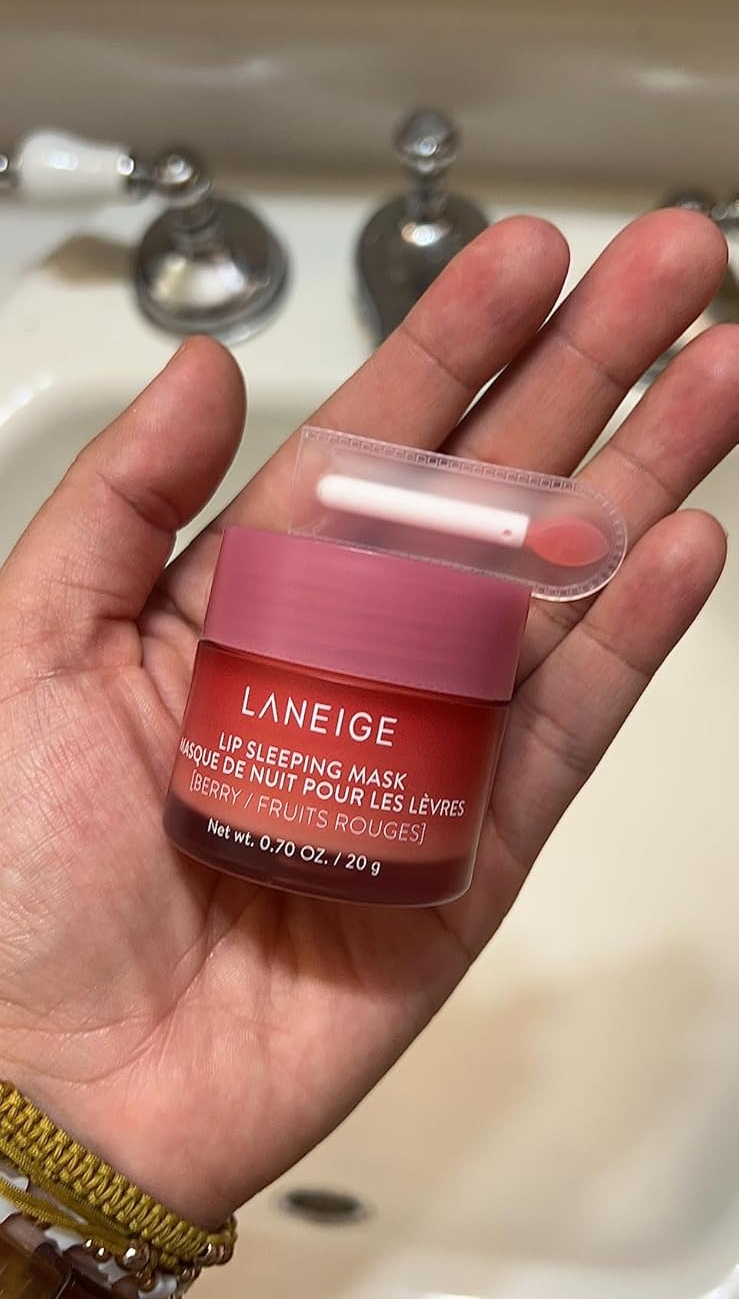 LANEIGE
LIP SLEEPING MASK
MASQUE DE NUIT POUR LES LÈVRES
[BERRY / FRUITS ROUGES]
Net wt. 0.70 OZ. / 20 g